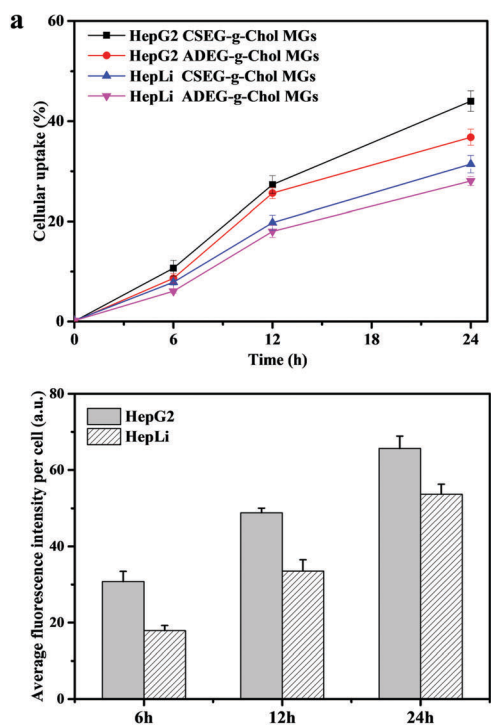 a
HepG2 CSEG-g-Chol MGs
HepG2 ADEG-g-Chol MGs
HepLi CSEG-g-Chol MGs
HepLi ADEG-g-Chol MGs
Cellular uptake (%)
60
40
20
0
0 6 12 18 24
Time (h)
HepG2
HepLi
Average fluorescence intensity per cell (a.u.)
80
60
40
20
0
6h 12h 24h